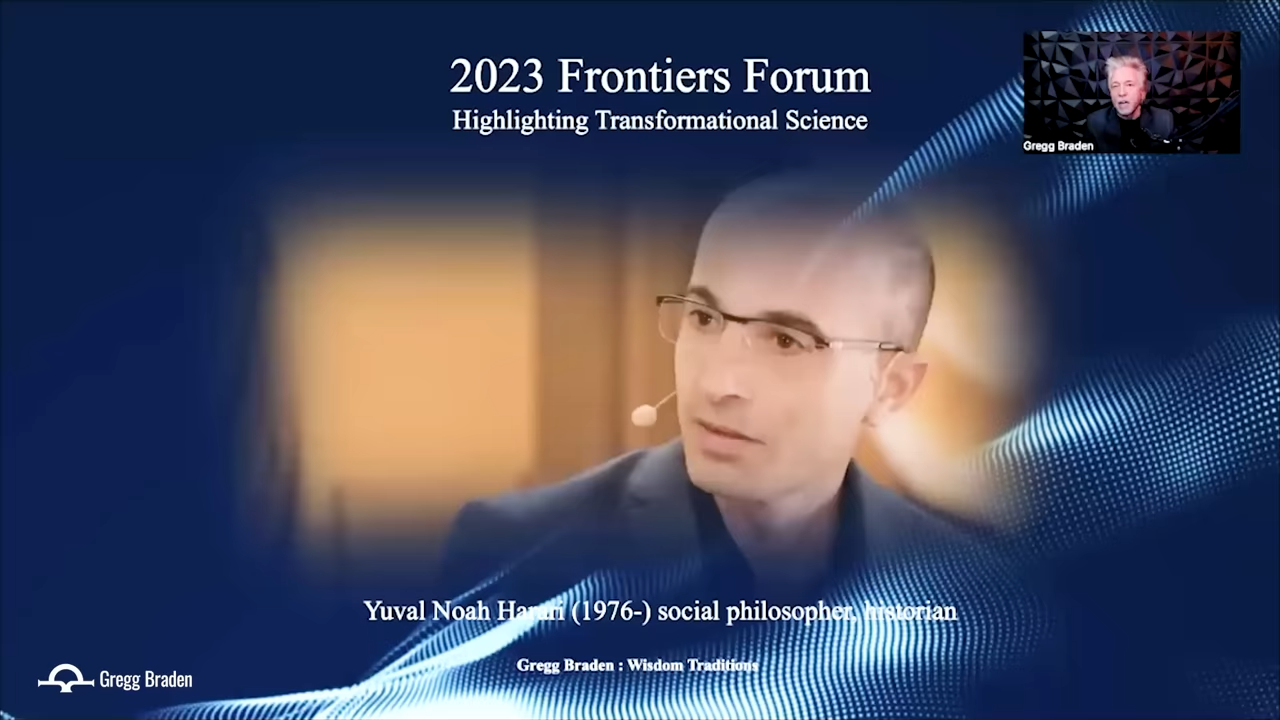 2023 Frontiers Forum
Highlighting Transformational Science
Gregg Braden
Yuval Noah Harari (1976-) social philosopher, historian
Gregg Braden : Wisdom Traditions
Gregg Braden